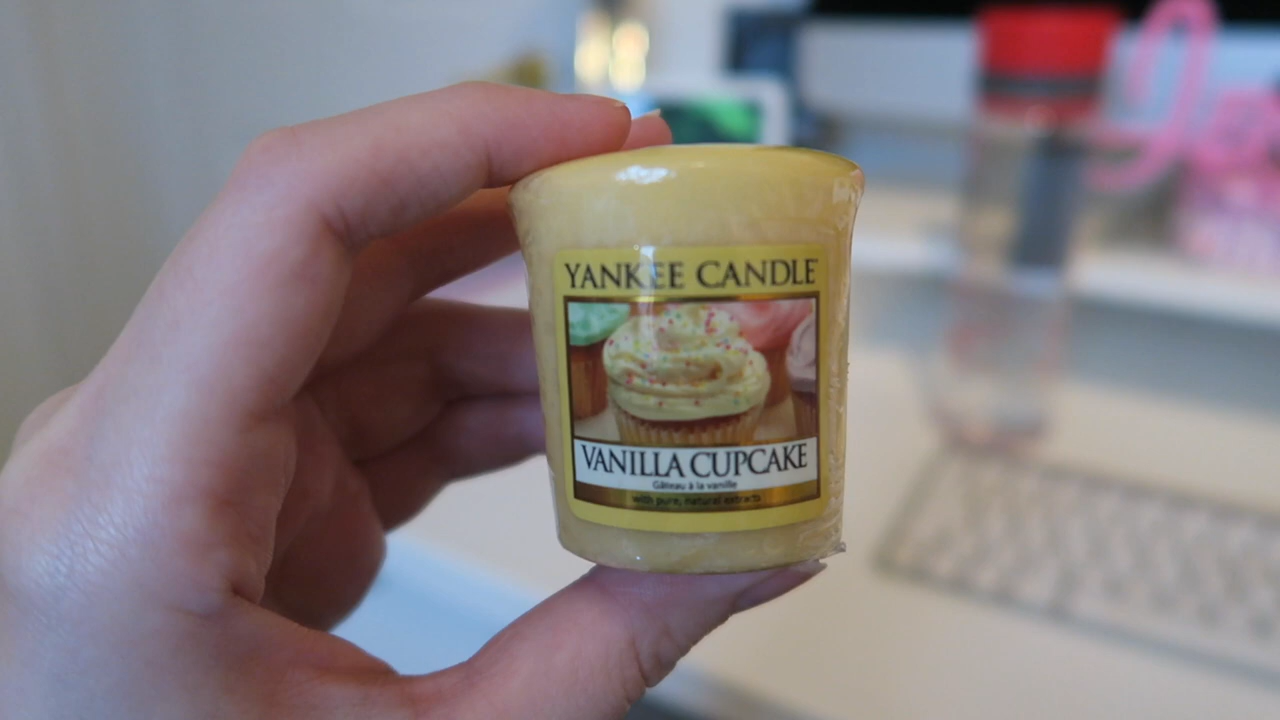 YANKEE CANDLE
VANILLA CUPCAKE
Gâteau à la vanille
with pure, natural extracts